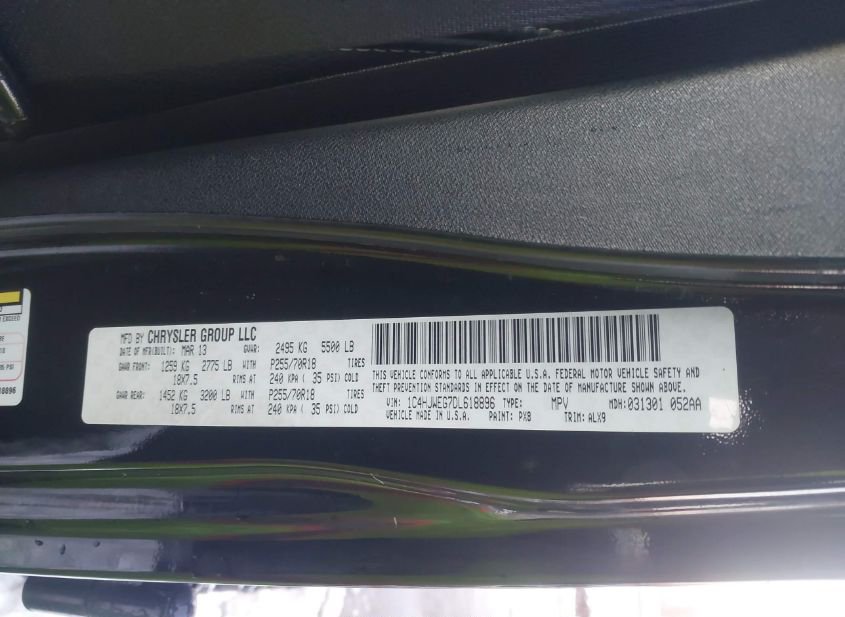 MFD BY CHRYSLER GROUP LLC
DATE OF MFR(BUILT): MAR 13 GVWR: 2495 KG 5500 LB
GAWR FRONT: 1259 KG 2775 LB WITH P255/70R18 TIRES
18X7.5 RIMS AT 240 KPA ( 35 PSI) COLD
GAWR REAR: 1452 KG 3200 LB WITH P255/70R18 TIRES
18X7.5 RIMS AT 240 KPA ( 35 PSI) COLD
THIS VEHICLE CONFORMS TO ALL APPLICABLE U.S.A. FEDERAL MOTOR VEHICLE SAFETY AND
THEFT PREVENTION STANDARDS IN EFFECT ON THE DATE OF MANUFACTURE SHOWN ABOVE.
VIN: 1C4HJWEG7DL618896 TYPE: MPV MDH: 031301 052AA
VEHICLE MADE IN U.S.A. PAINT: PX8 TRIM: ALX9
EXCEED
PSI
18896